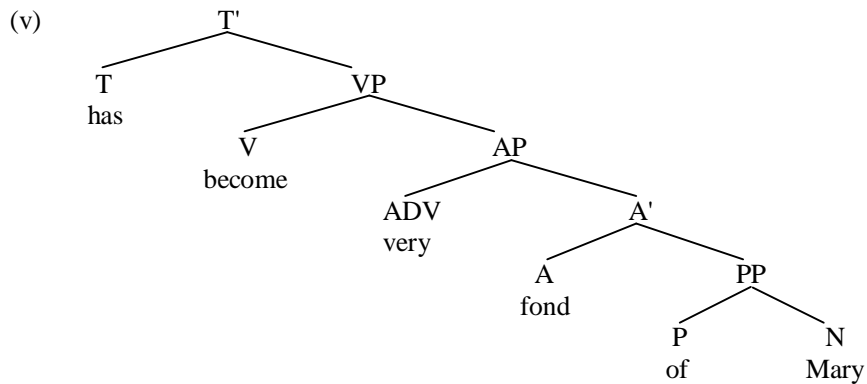 (v) T'
T VP
has
V AP
become
ADV A'
very
A PP
fond
P N
of Mary